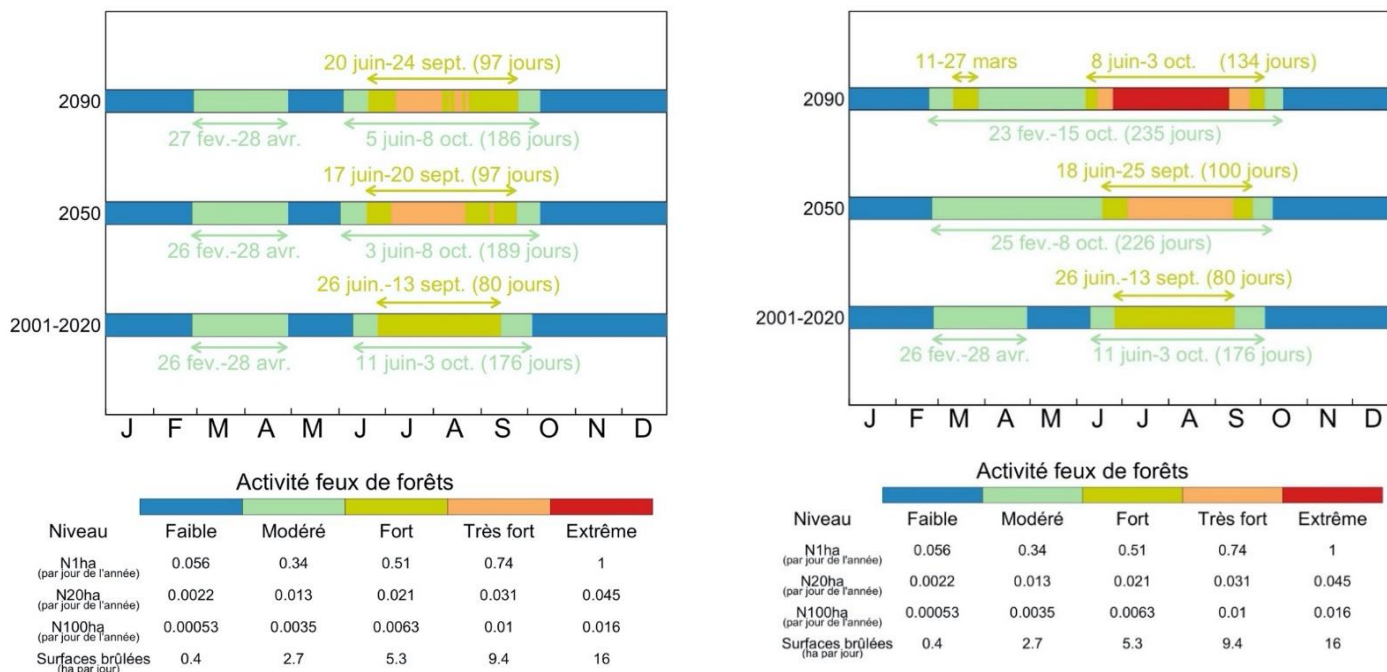 20 juin-24 sept. (97 jours)
2090
27 fev.-28 avr.
5 juin-8 oct. (186 jours)
17 juin-20 sept. (97 jours)
2050
26 fev.-28 avr.
3 juin-8 oct. (189 jours)
26 juin.-13 sept. (80 jours)
2001-2020
26 fev.-28 avr.
11 juin-3 oct. (176 jours)
J F M A M J J A S O N D
Activité feux de forêts
Niveau Faible Modéré Fort Très fort Extrême
N1ha 0.056 0.34 0.51 0.74 1
(par jour de l'année)
N20ha 0.0022 0.013 0.021 0.031 0.045
(par jour de l'année)
N100ha 0.00053 0.0035 0.0063 0.01 0.016
(par jour de l'année)
Surfaces brûlées 0.4 2.7 5.3 9.4 16
(ha par jour)
11-27 mars
8 juin-3 oct. (134 jours)
2090
23 fev.-15 oct. (235 jours)
18 juin-25 sept. (100 jours)
2050
25 fev.-8 oct. (226 jours)
26 juin.-13 sept. (80 jours)
2001-2020
26 fev.-28 avr.
11 juin-3 oct. (176 jours)
J F M A M J J A S O N D
Activité feux de forêts
Niveau Faible Modéré Fort Très fort Extrême
N1ha 0.056 0.34 0.51 0.74 1
(par jour de l'année)
N20ha 0.0022 0.013 0.021 0.031 0.045
(par jour de l'année)
N100ha 0.00053 0.0035 0.0063 0.01 0.016
(par jour de l'année)
Surfaces brûlées 0.4 2.7 5.3 9.4 16
(ha par jour)